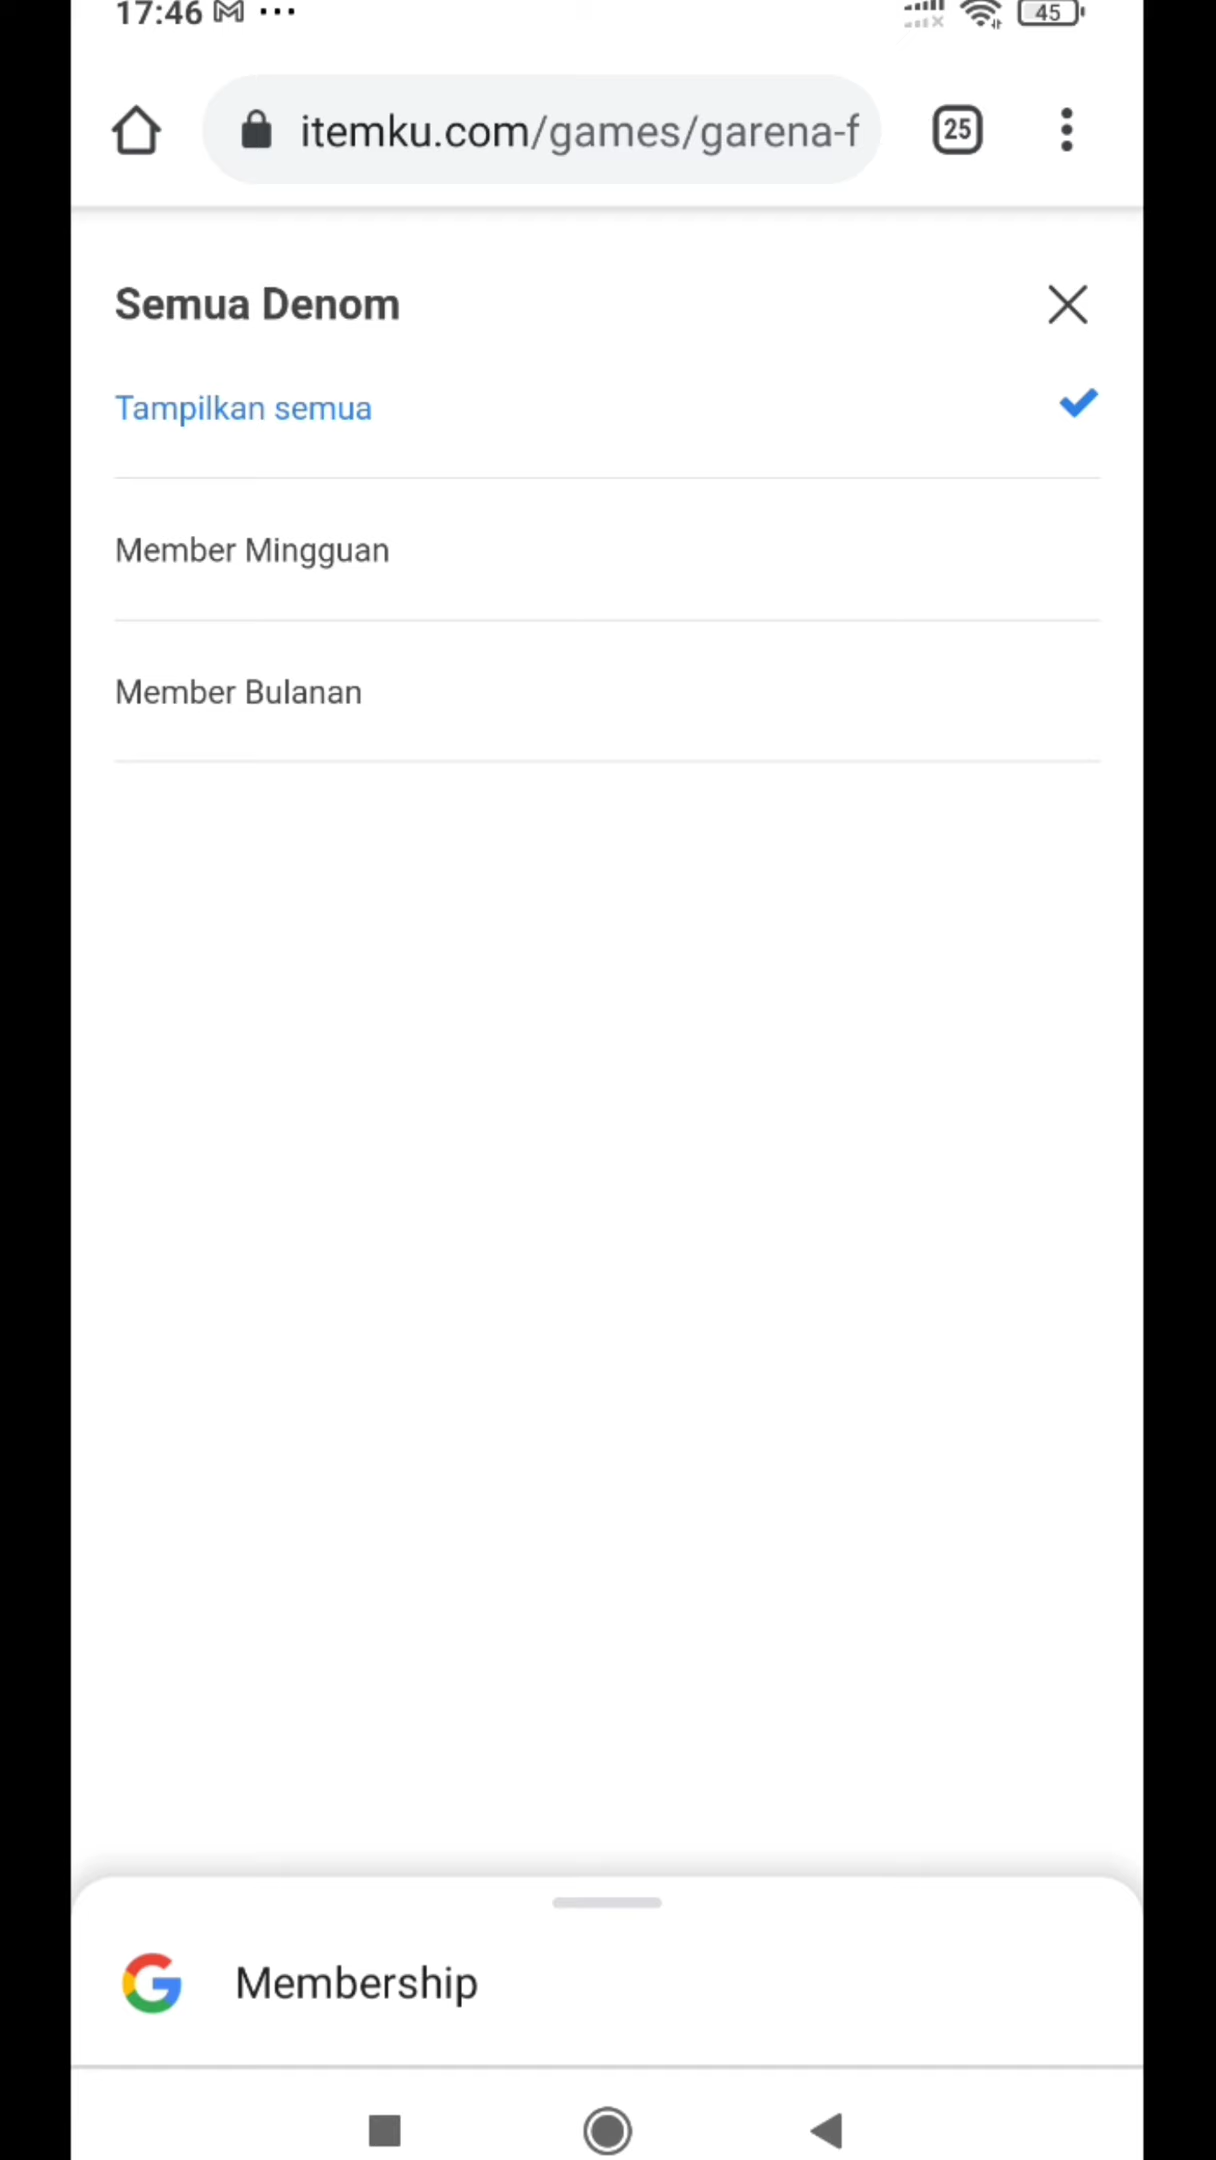 17:46
45
itemku.com/games/garena-f
25
Semua Denom
Tampilkan semua
Member Mingguan
Member Bulanan
Membership